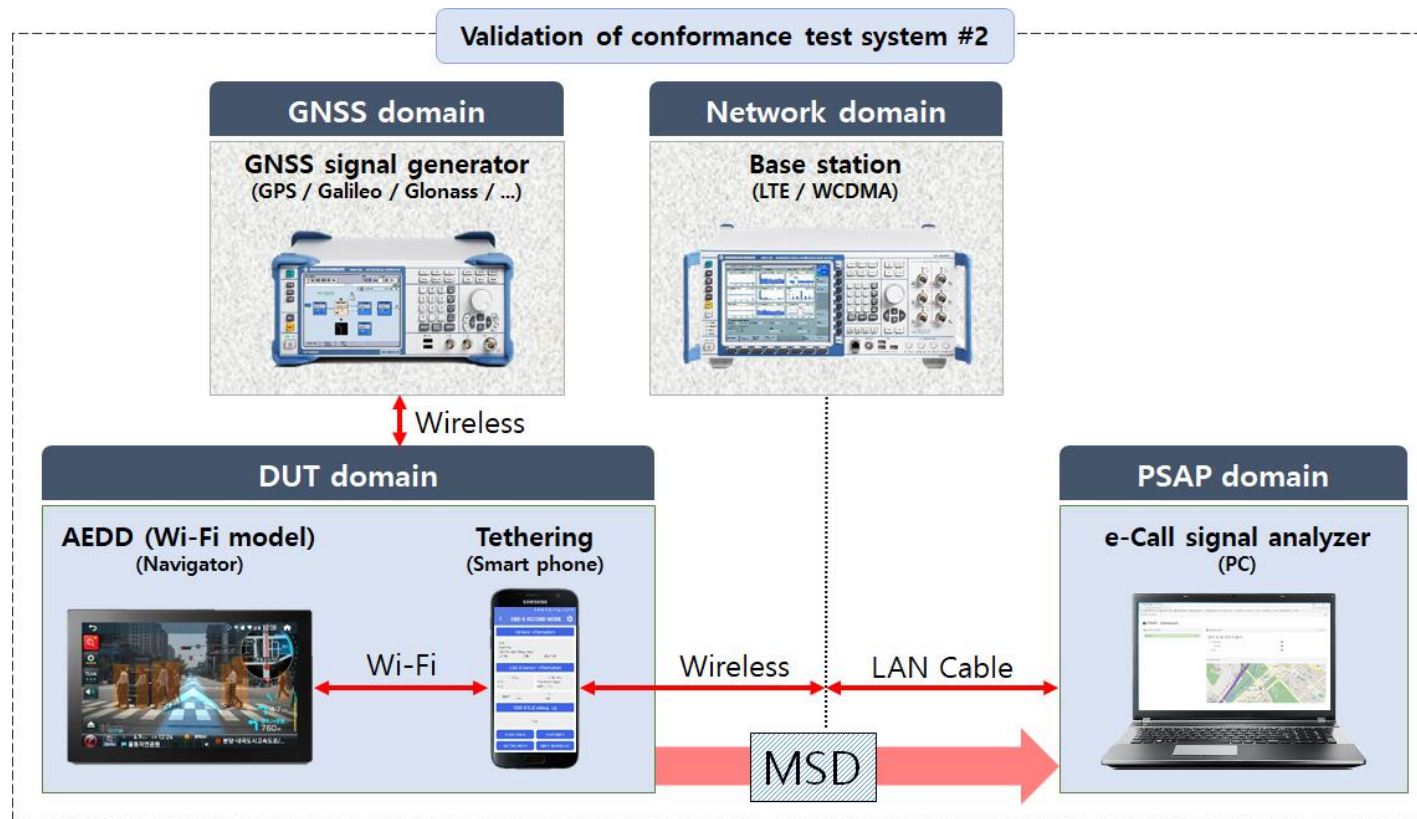 Validation of conformance test system #2
GNSS domain
GNSS signal generator
(GPS / Galileo / Glonass / ...)
Network domain
Base station
(LTE / WCDMA)
Wireless
DUT domain
AEDD (Wi-Fi model)
(Navigator)
Tethering
(Smart phone)
SAMSUNG
Wi-Fi
Wireless
LAN Cable
PSAP domain
e-Call signal analyzer
(PC)
760m
MSD